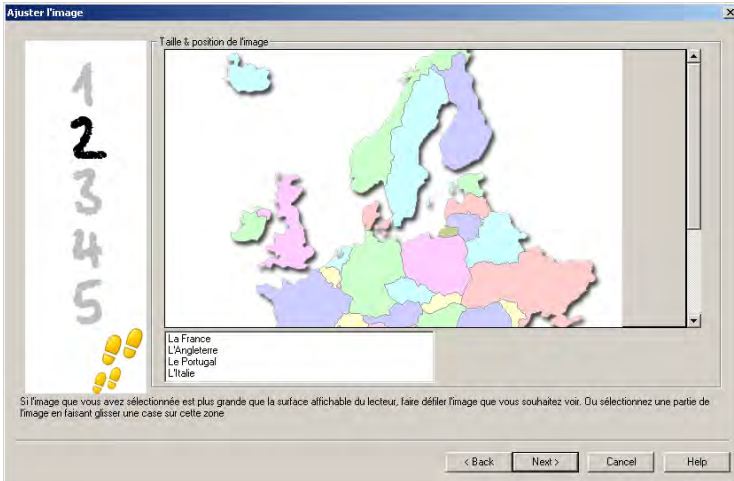 Ajuster l'image
Taille & position de l'image
1
2
3
4
5
La France
L'Angleterre
Le Portugal
L'Italie
Si l'image que vous avez sélectionnée est plus grande que la surface affichable du lecteur, faire défiler l'image que vous souhaitez voir. Ou sélectionnez une partie de
l'image en faisant glisser une case sur cette zone
< Back
Next >
Cancel
Help